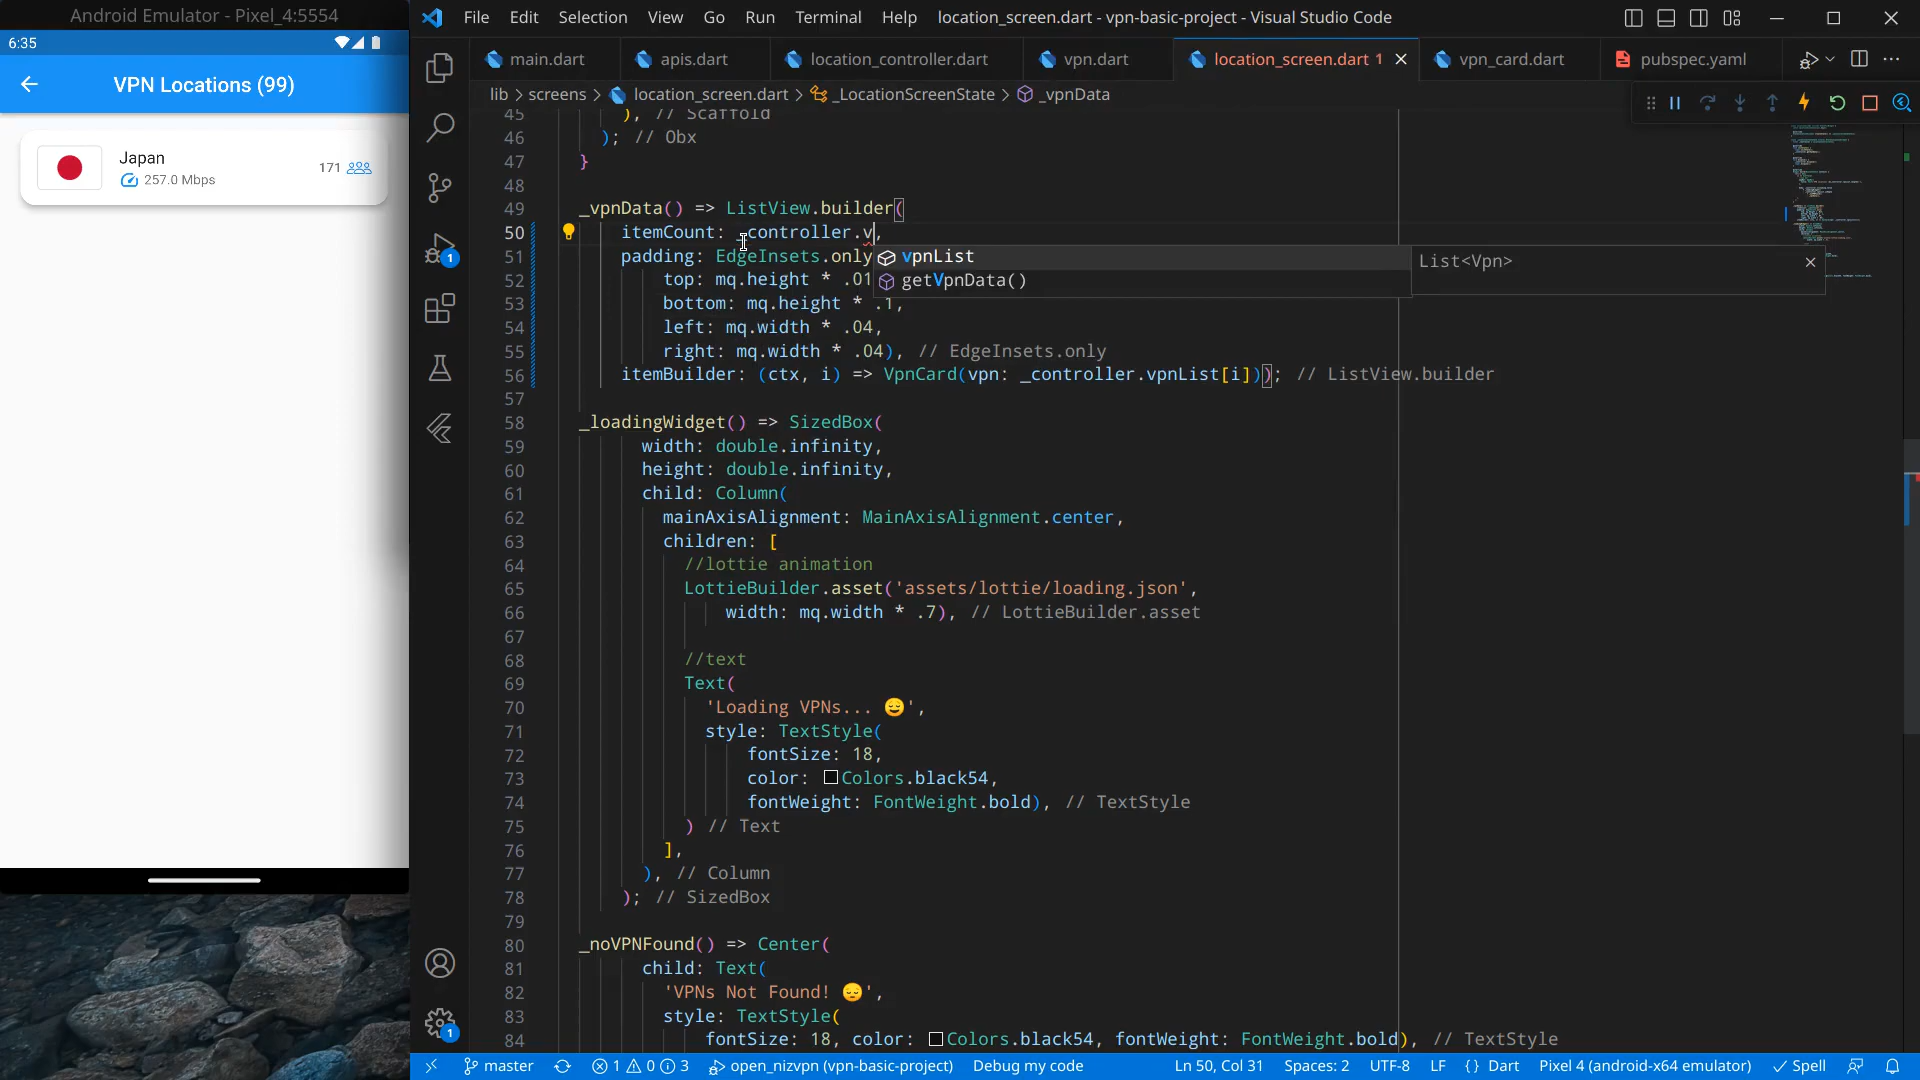 Android Emulator - Pixel_4:5554
6:35
VPN Locations (99)
Japan
257.0 Mbps
171
File Edit Selection View Go Run Terminal Help
location_screen.dart - vpn-basic-project - Visual Studio Code
main.dart
apis.dart
location_controller.dart
vpn.dart
location_screen.dart 1
vpn_card.dart
pubspec.yaml
lib > screens > location_screen.dart > _LocationScreenState > _vpnData
45 ), // Scaffold
46 ); // Obx
47 }
48
49 _vpnData() => ListView.builder(
50 itemCount: _controller.v,
51 padding: EdgeInsets.only
52 top: mq.height * .01
53 bottom: mq.height * .1,
54 left: mq.width * .04,
55 right: mq.width * .04), // EdgeInsets.only
56 itemBuilder: (ctx, i) => VpnCard(vpn: _controller.vpnList[i])); // ListView.builder
57
58 _loadingWidget() => SizedBox(
59 width: double.infinity,
60 height: double.infinity,
61 child: Column(
62 mainAxisAlignment: MainAxisAlignment.center,
63 children: [
64 //lottie animation
65 LottieBuilder.asset('assets/lottie/loading.json',
66 width: mq.width * .7), // LottieBuilder.asset
67
68 //text
69 Text(
70 'Loading VPNs... 😌',
71 style: TextStyle(
72 fontSize: 18,
73 color: Colors.black54,
74 fontWeight: FontWeight.bold), // TextStyle
75 ) // Text
76 ],
77 ), // Column
78 ); // SizedBox
79
80 _noVPNFound() => Center(
81 child: Text(
82 'VPNs Not Found! 😔',
83 style: TextStyle(
84 fontSize: 18, color: Colors.black54, fontWeight: FontWeight.bold), // TextStyle
vpnList
getVpnData()
List<Vpn>
1
1
master
1 0 3
open_nizvpn (vpn-basic-project)
Debug my code
Ln 50, Col 31
Spaces: 2
UTF-8
LF
{ } Dart
Pixel 4 (android-x64 emulator)
Spell